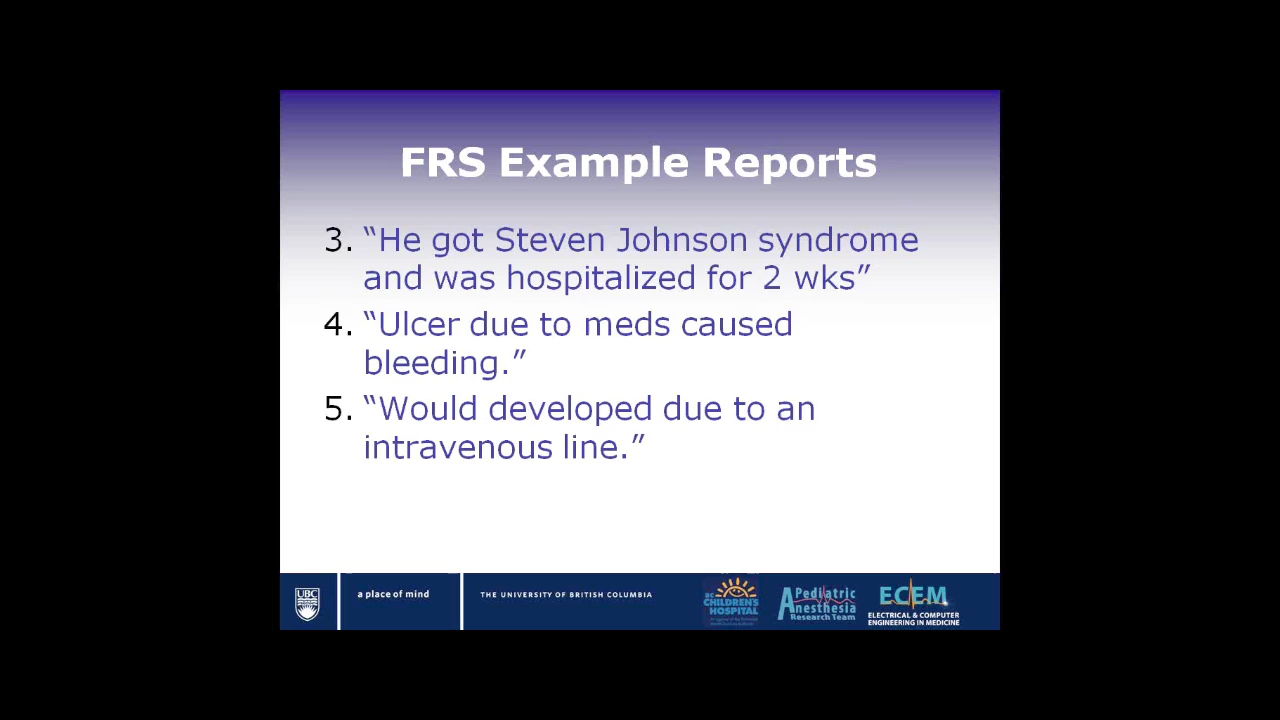 FRS Example Reports
3. “He got Steven Johnson syndrome
and was hospitalized for 2 wks”
4. “Ulcer due to meds caused
bleeding.”
5. “Would developed due to an
intravenous line.”
UBC
a place of mind
THE UNIVERSITY OF BRITISH COLUMBIA
BC
CHILDREN'S
HOSPITAL
Pediatric
Anesthesia
Research Team
ECEM
ELECTRICAL & COMPUTER
ENGINEERING IN MEDICINE